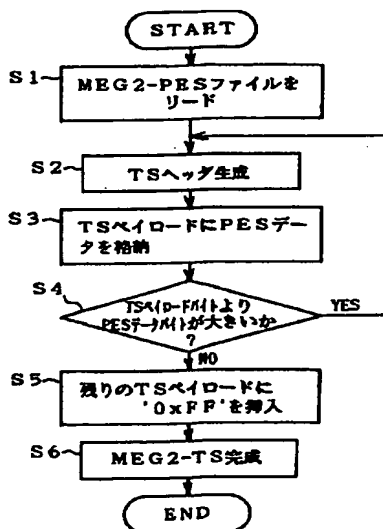 START
S1
MEG2-PESファイルを
リード
S2
TSヘッダ生成
S3
TSペイロードにPESデー
タを格納
S4
TSペイロードバイトより
PESデータバイトが大きいか
?
YES
NO
S5
残りのTSペイロードに
'0xFF'を挿入
S6
MEG2-TS完成
END